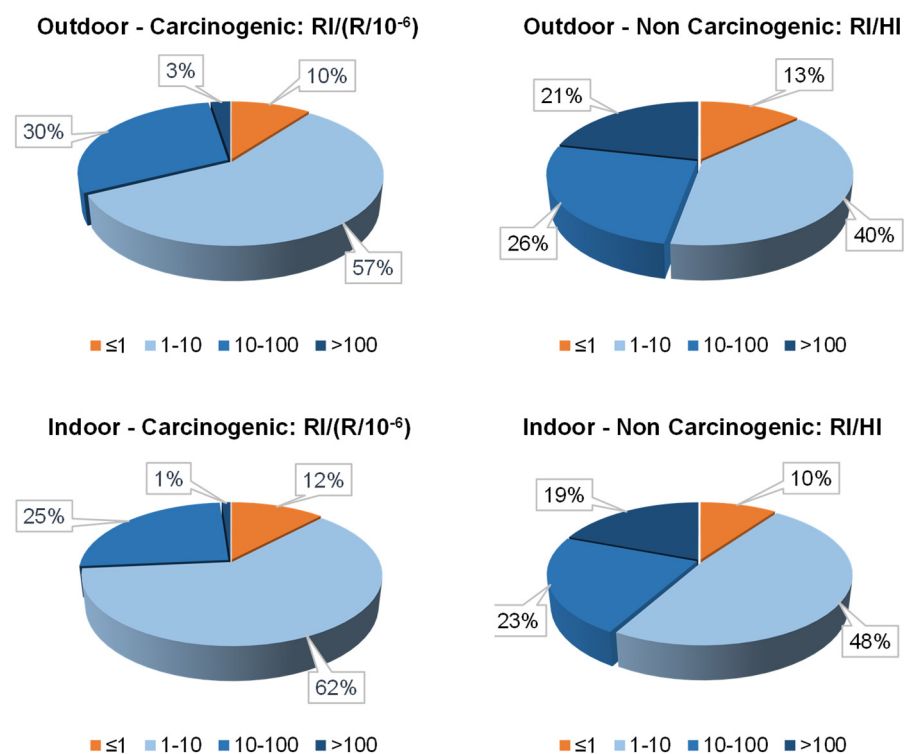 Outdoor - Carcinogenic: RI/(R/10⁻⁶)
3%
10%
30%
57%
≤1 1-10 10-100 >100
Outdoor - Non Carcinogenic: RI/HI
21%
13%
26%
40%
≤1 1-10 10-100 >100
Indoor - Carcinogenic: RI/(R/10⁻⁶)
1%
12%
25%
62%
≤1 1-10 10-100 >100
Indoor - Non Carcinogenic: RI/HI
19%
10%
23%
48%
≤1 1-10 10-100 >100